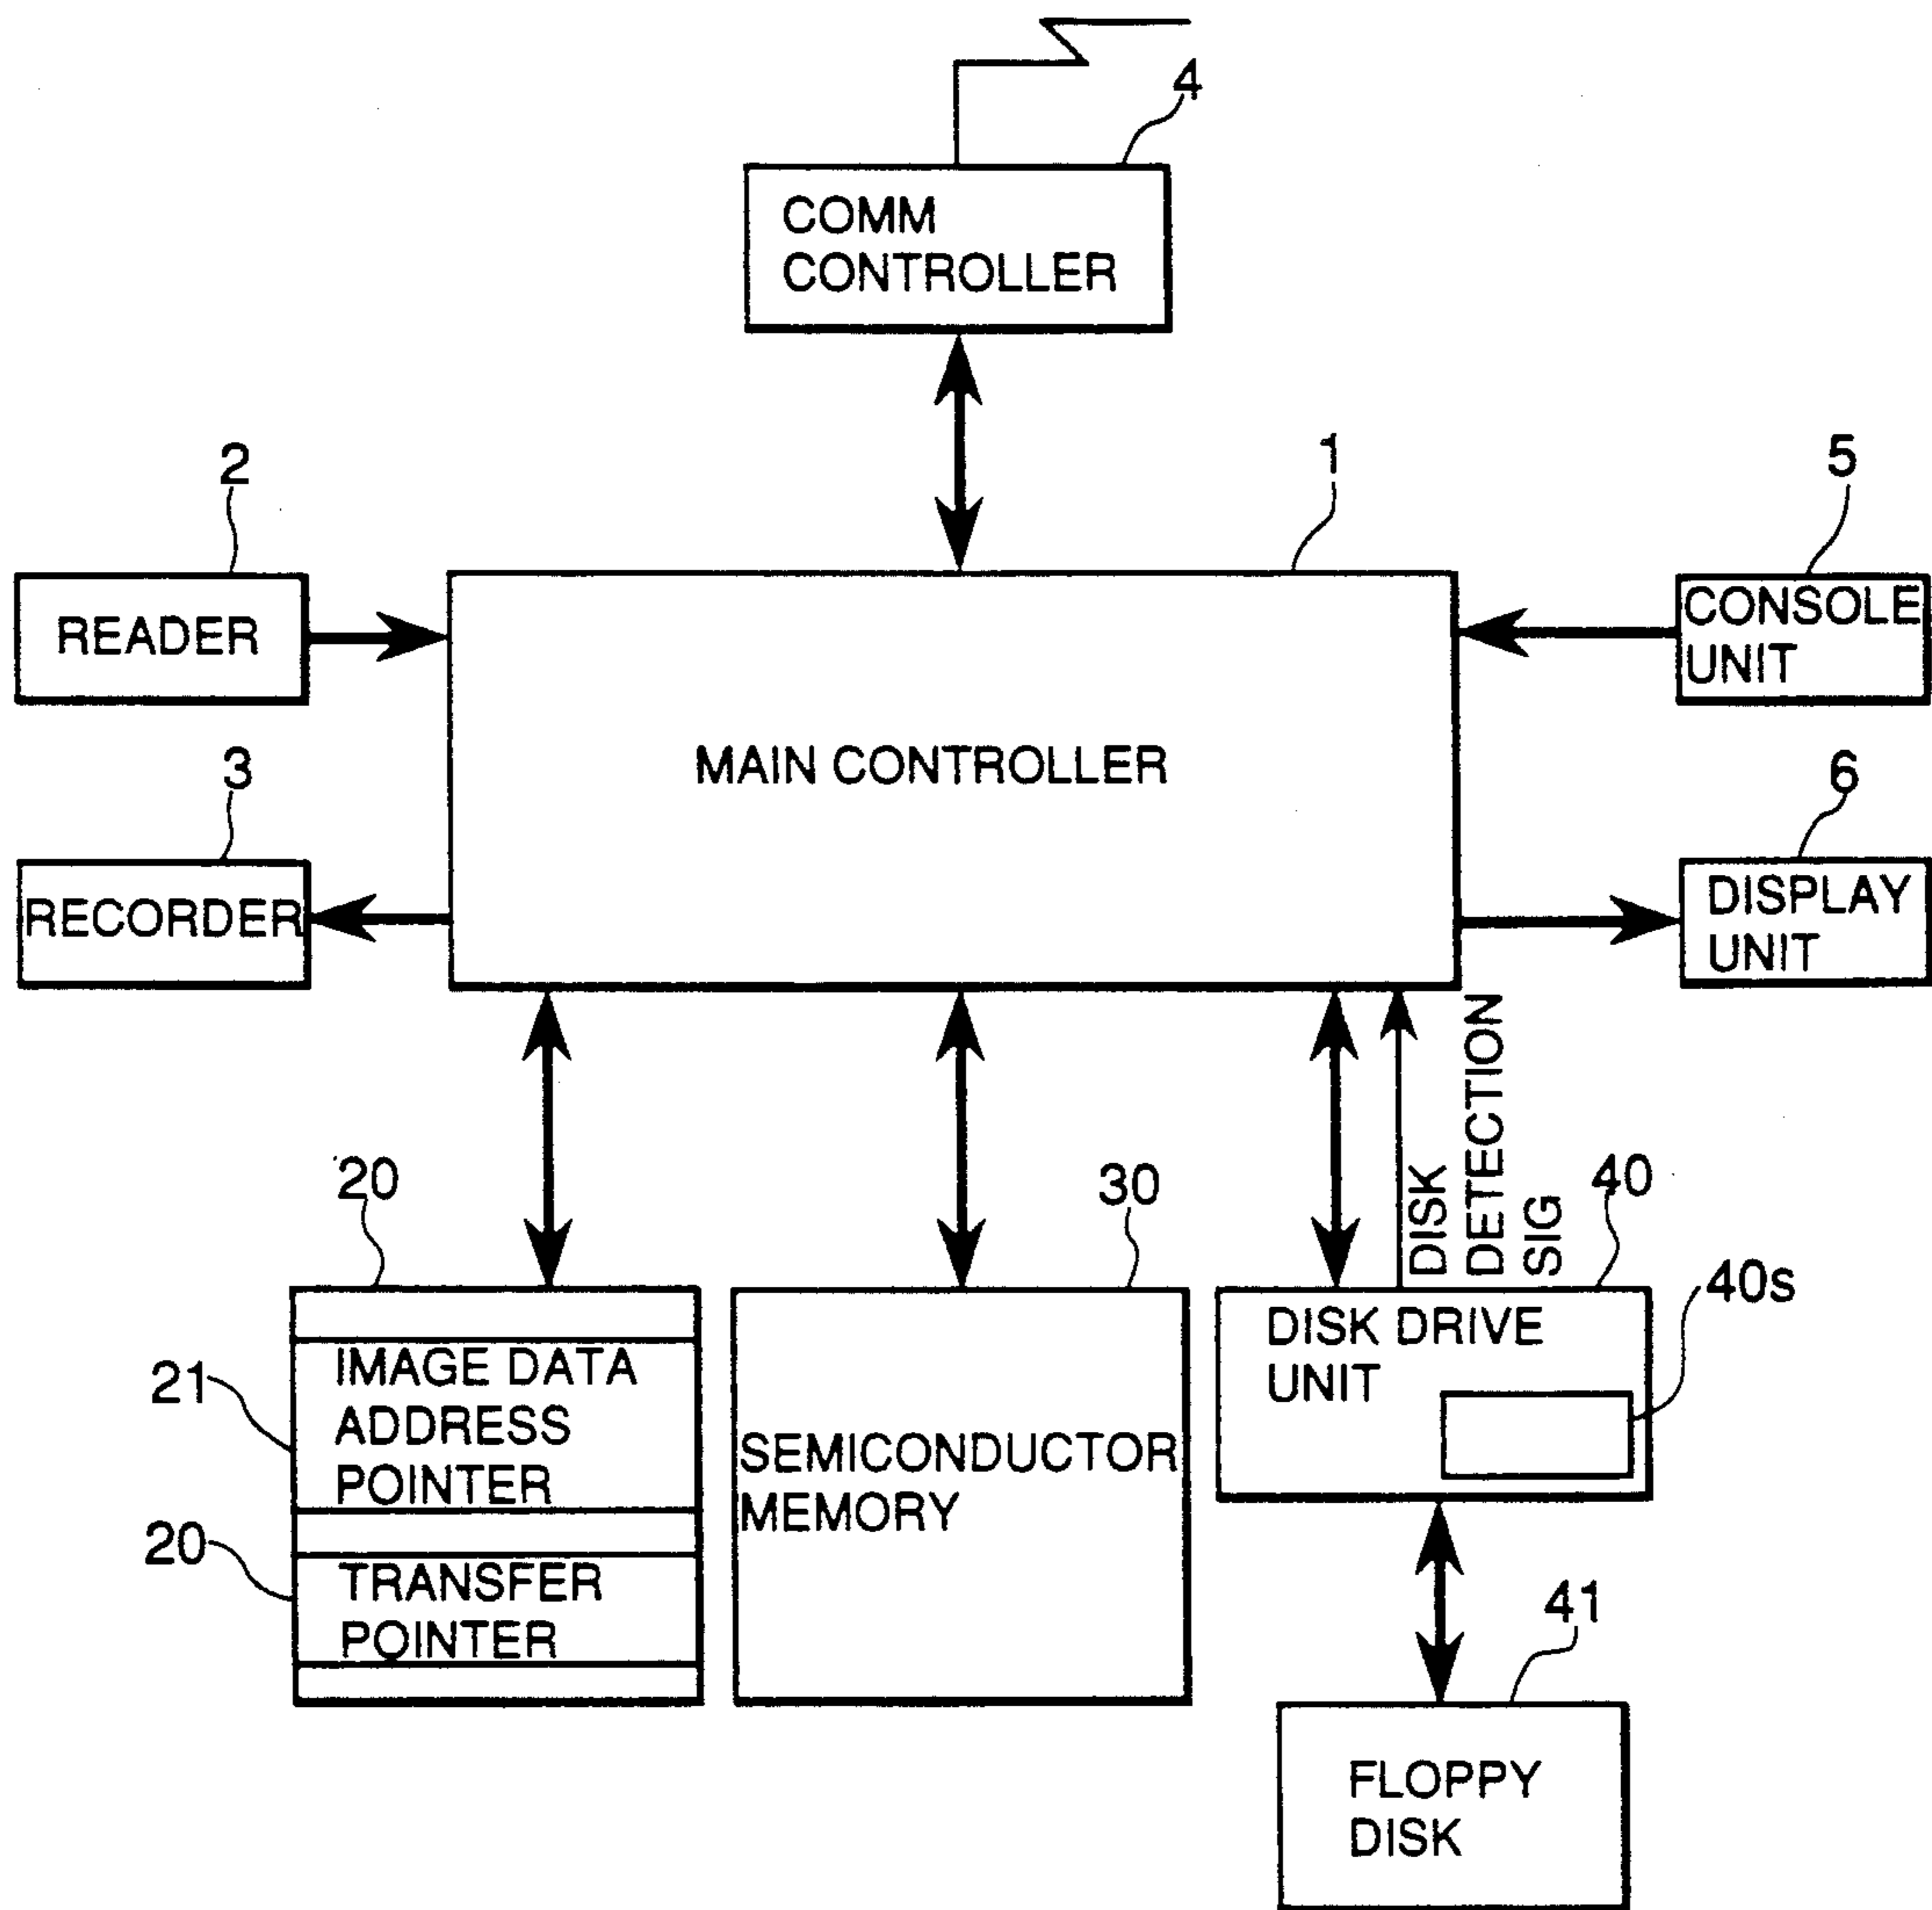 4
COMM
CONTROLLER
2
1
5
READER
CONSOLE
UNIT
MAIN CONTROLLER
3
6
RECORDER
DISPLAY
UNIT
DISK
DETECTION
SIG
20
30
40
40s
21
IMAGE DATA
ADDRESS
POINTER
20
TRANSFER
POINTER
SEMICONDUCTOR
MEMORY
DISK DRIVE
UNIT
41
FLOPPY
DISK